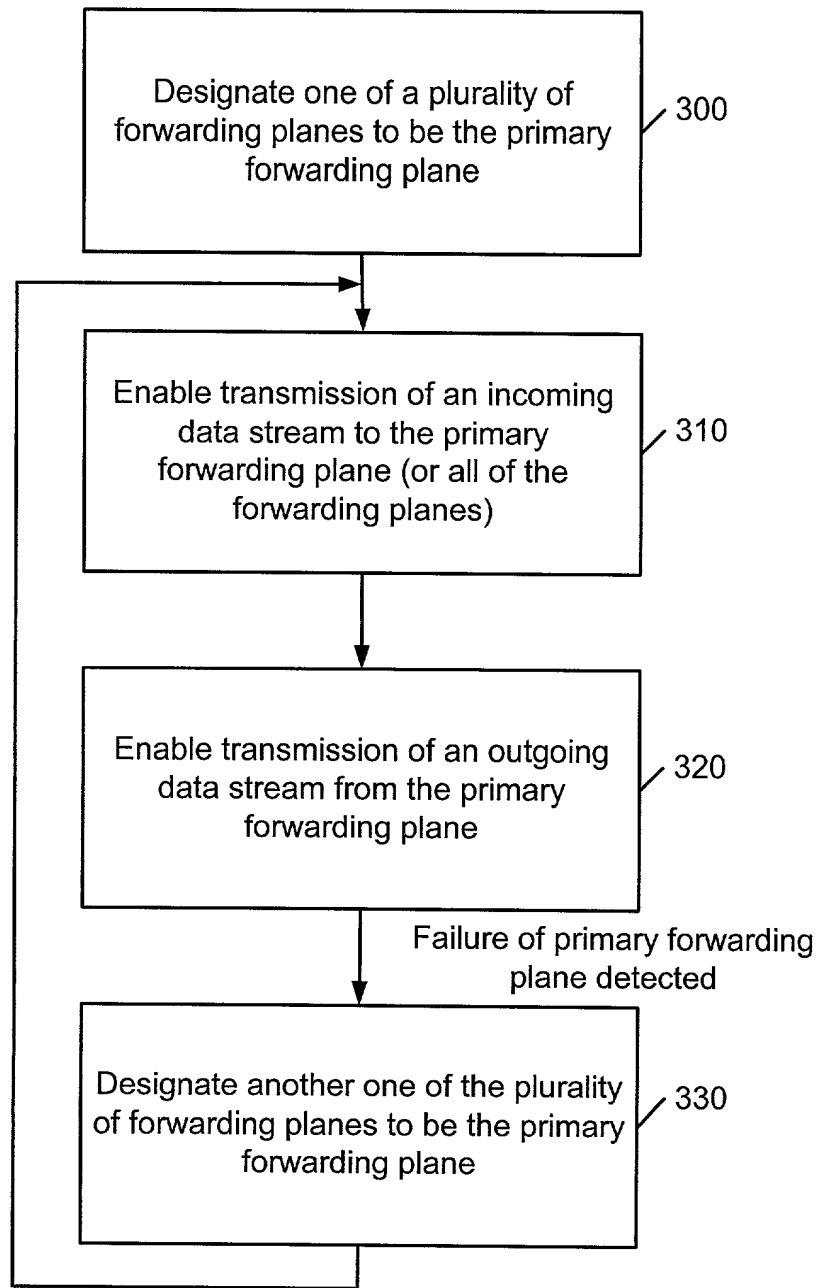 Designate one of a plurality of
forwarding planes to be the primary
forwarding plane
300
Enable transmission of an incoming
data stream to the primary
forwarding plane (or all of the
forwarding planes)
310
Enable transmission of an outgoing
data stream from the primary
forwarding plane
320
Failure of primary forwarding
plane detected
Designate another one of the plurality
of forwarding planes to be the primary
forwarding plane
330